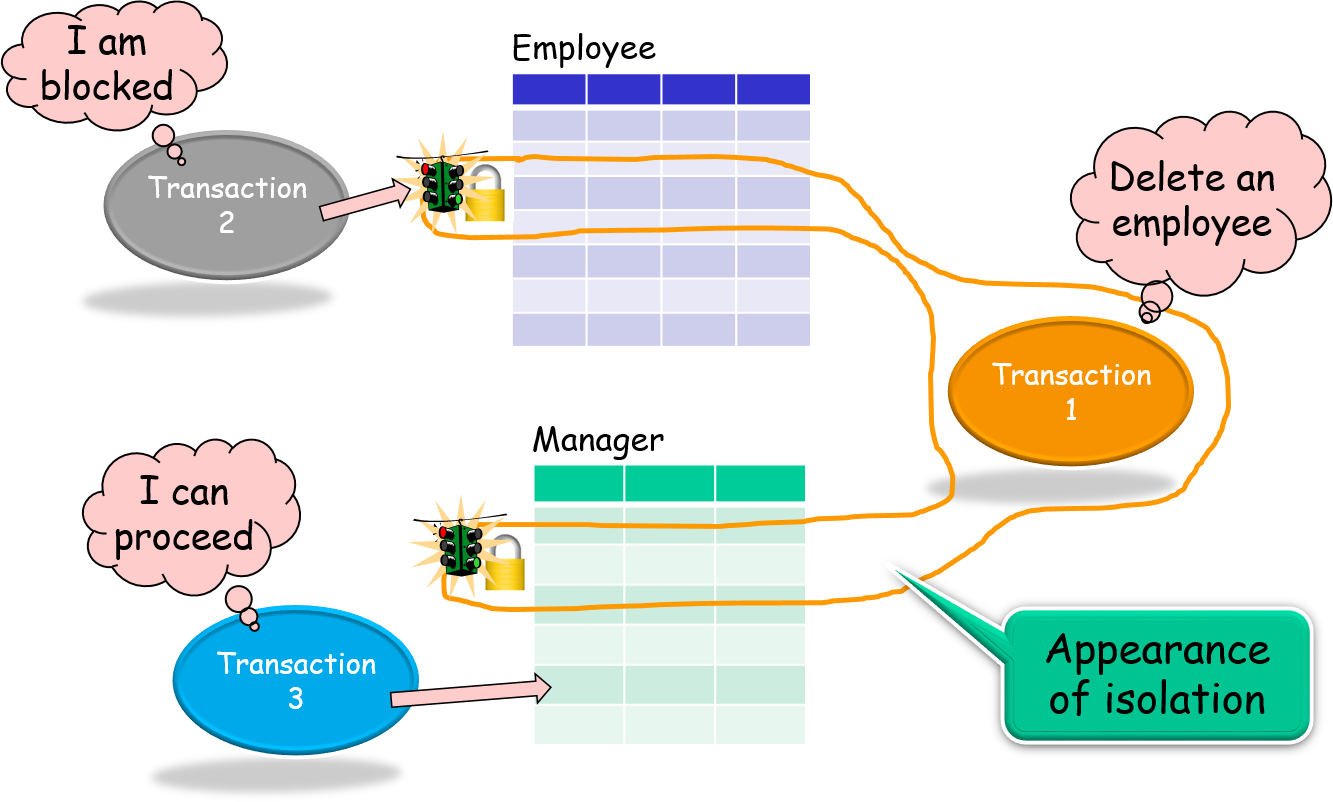 I am
blocked
Transaction
2
Employee
Delete an
employee
Transaction
1
Manager
I can
proceed
Transaction
3
Appearance
of isolation